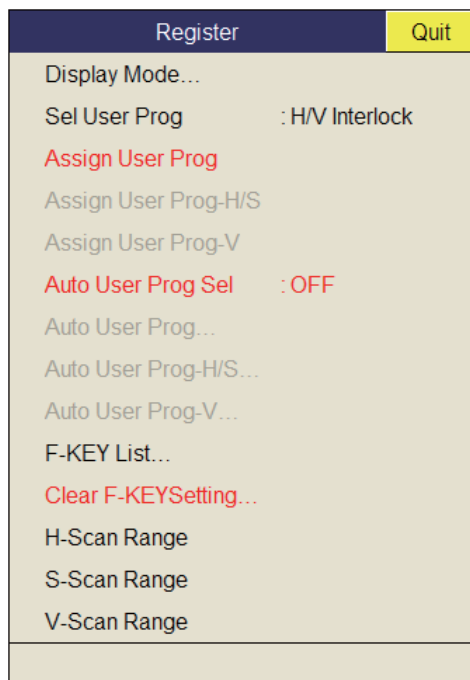 Register Quit
Display Mode...
Sel User Prog : H/V Interlock
Assign User Prog
Assign User Prog-H/S
Assign User Prog-V
Auto User Prog Sel : OFF
Auto User Prog...
Auto User Prog-H/S...
Auto User Prog-V...
F-KEY List...
Clear F-KEYSetting...
H-Scan Range
S-Scan Range
V-Scan Range